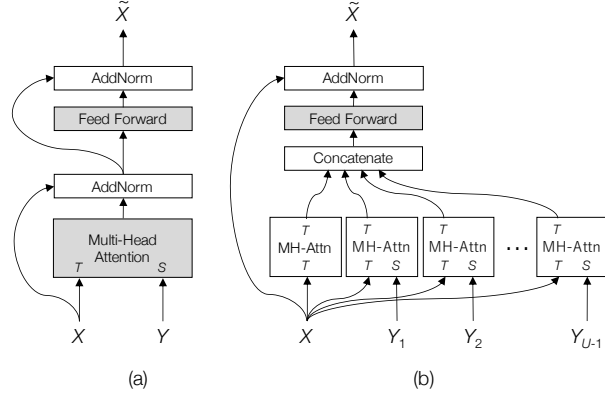 X̃
AddNorm
Feed Forward
AddNorm
Multi-Head
Attention
T S
X Y
(a)
X̃
AddNorm
Feed Forward
Concatenate
T T T T
MH-Attn MH-Attn MH-Attn ... MH-Attn
T T S T S T S
X Y1 Y2 YU-1
(b)